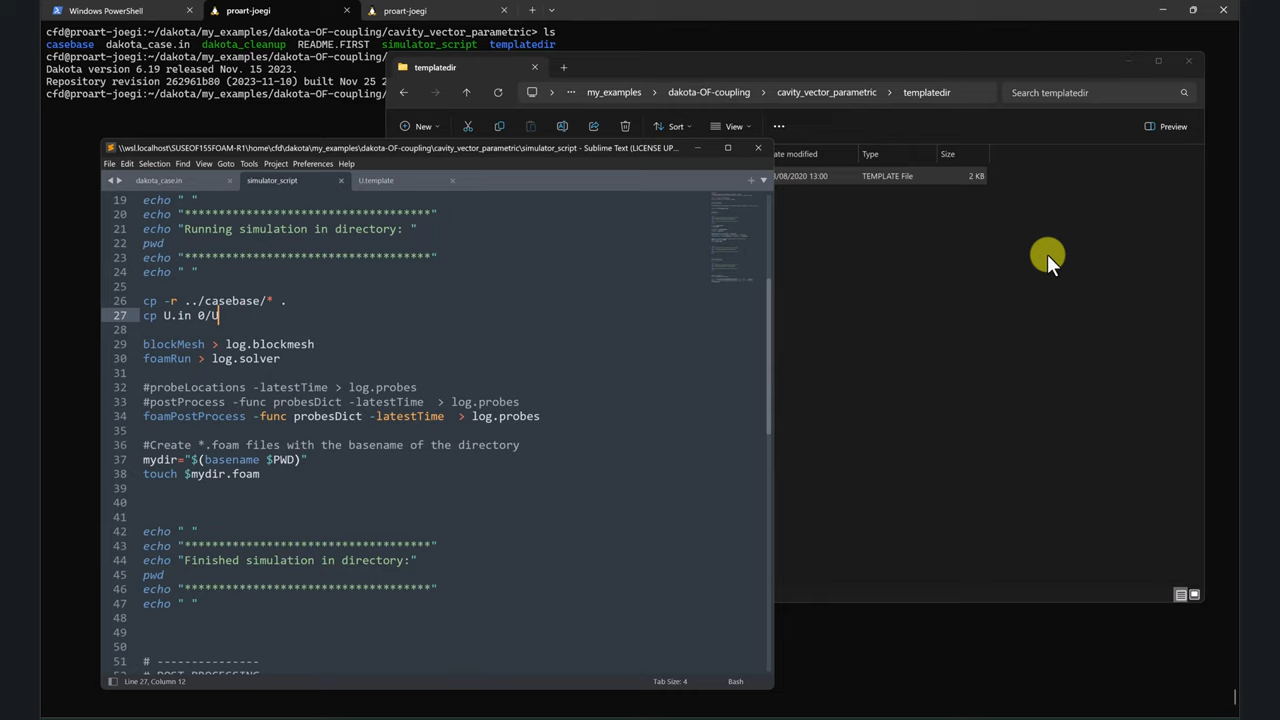 Windows PowerShell
proart-joegi
proart-joegi
cfd@proart-joegi:~/dakota/my_examples/dakota-OF-coupling/cavity_vector_parametric> ls
casebase dakota_case.in dakota_cleanup README.FIRST simulator_script templatedir
cfd@proart-joegi:~/dakota/my_examples/dakota-OF-coupling/
Dakota version 6.19 released Nov. 15 2023.
Repository revision 262961b80 (2023-11-10) built Nov 25 2
cfd@proart-joegi:~/dakota/my_examples/dakota-OF-coupling/
templatedir
my_examples > dakota-OF-coupling > cavity_vector_parametric > templatedir
Search templatedir
New
Sort
View
Preview
ate modified Type Size
/08/2020 13:00 TEMPLATE File 2 KB
\\wsl.localhost\SUSEOF155FOAM-R1\home\cfd\dakota\my_examples\dakota-OF-coupling\cavity_vector_parametric\simulator_script - Sublime Text (LICENSE UP...
File Edit Selection Find View Goto Tools Project Preferences Help
dakota_case.in
simulator_script
U.template
19 echo " "
20 echo "************************************"
21 echo "Running simulation in directory: "
22 pwd
23 echo "************************************"
24 echo " "
25
26 cp -r ../casebase/* .
27 cp U.in 0/U
28
29 blockMesh > log.blockmesh
30 foamRun > log.solver
31
32 #probeLocations -latestTime > log.probes
33 #postProcess -func probesDict -latestTime > log.probes
34 foamPostProcess -func probesDict -latestTime > log.probes
35
36 #Create *.foam files with the basename of the directory
37 mydir="$(basename $PWD)"
38 touch $mydir.foam
39
40
41
42 echo " "
43 echo "************************************"
44 echo "Finished simulation in directory:"
45 pwd
46 echo "************************************"
47 echo " "
48
49
50
51 # ---------------
# POST PROCESSING
Line 27, Column 12
Tab Size: 4
Bash